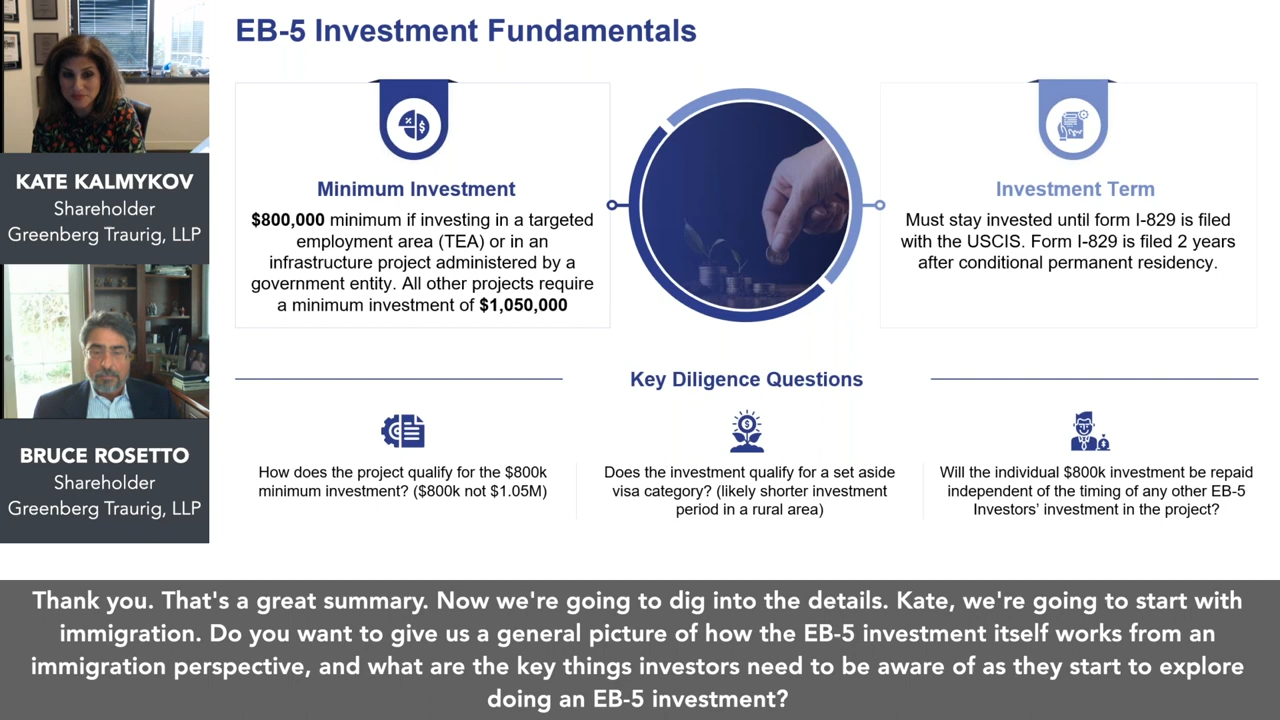 EB-5 Investment Fundamentals
KATE KALMYKOV
Shareholder
Greenberg Traurig, LLP
BRUCE ROSETTO
Shareholder
Greenberg Traurig, LLP
Minimum Investment
$800,000 minimum if investing in a targeted
employment area (TEA) or in an
infrastructure project administered by a
government entity. All other projects require
a minimum investment of $1,050,000
Investment Term
Must stay invested until form I-829 is filed
with the USCIS. Form I-829 is filed 2 years
after conditional permanent residency.
Key Diligence Questions
How does the project qualify for the $800k
minimum investment? ($800k not $1.05M)
Does the investment qualify for a set aside
visa category? (likely shorter investment
period in a rural area)
Will the individual $800k investment be repaid
independent of the timing of any other EB-5
Investors' investment in the project?
Thank you. That's a great summary. Now we're going to dig into the details. Kate, we're going to start with
immigration. Do you want to give us a general picture of how the EB-5 investment itself works from an
immigration perspective, and what are the key things investors need to be aware of as they start to explore
doing an EB-5 investment?